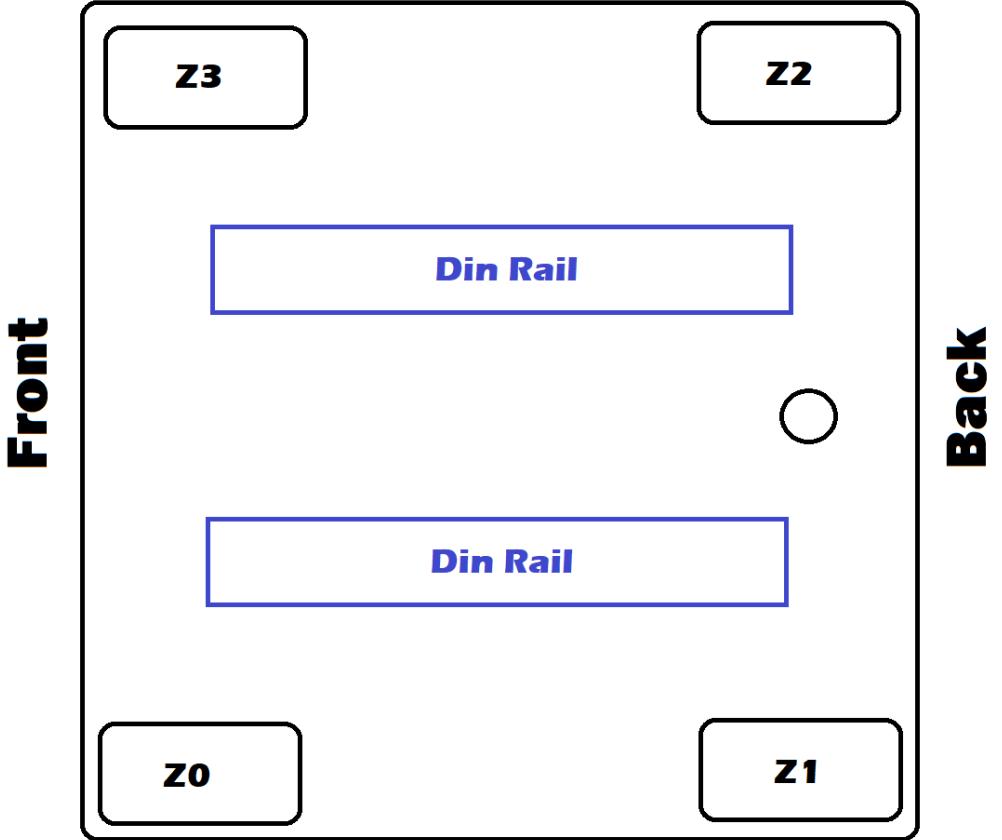 Z3
Z2
Din Rail
Front
Back
Din Rail
Z0
Z1